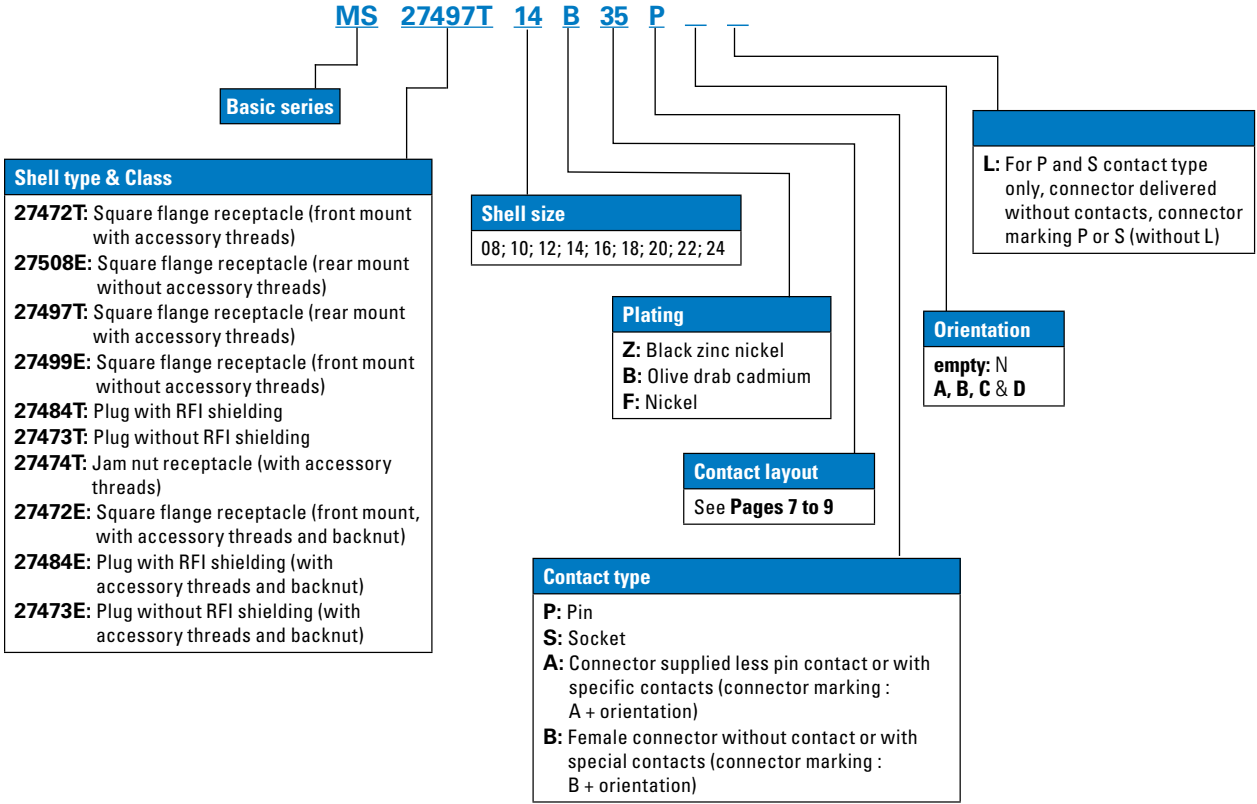 MS 27497T 14 B 35 P _ _
Basic series
Shell type & Class
27472T: Square flange receptacle (front mount
with accessory threads)
27508E: Square flange receptacle (rear mount
without accessory threads)
27497T: Square flange receptacle (rear mount
with accessory threads)
27499E: Square flange receptacle (front mount
without accessory threads)
27484T: Plug with RFI shielding
27473T: Plug without RFI shielding
27474T: Jam nut receptacle (with accessory
threads)
27472E: Square flange receptacle (front mount,
with accessory threads and backnut)
27484E: Plug with RFI shielding (with
accessory threads and backnut)
27473E: Plug without RFI shielding (with
accessory threads and backnut)
Shell size
08; 10; 12; 14; 16; 18; 20; 22; 24
Plating
Z: Black zinc nickel
B: Olive drab cadmium
F: Nickel
Contact layout
See Pages 7 to 9
Contact type
P: Pin
S: Socket
A: Connector supplied less pin contact or with
specific contacts (connector marking :
A + orientation)
B: Female connector without contact or with
special contacts (connector marking :
B + orientation)
Orientation
empty: N
A, B, C & D
L: For P and S contact type
only, connector delivered
without contacts, connector
marking P or S (without L)